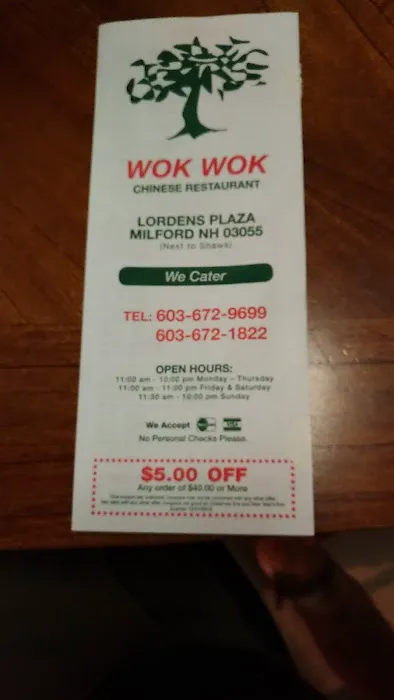 WOK WOK
CHINESE RESTAURANT
LORDENS PLAZA
MILFORD NH 03055
(Next to Shaws)
We Cater
TEL: 603-672-9699
603-672-1822
OPEN HOURS:
11:00 am - 10:00 pm Monday - Thursday
11:00 am - 11:00 pm Friday & Saturday
11:30 am - 10:00 pm Sunday
We Accept VISA
No Personal Checks Please.
$5.00 OFF
Any order of $40.00 or More